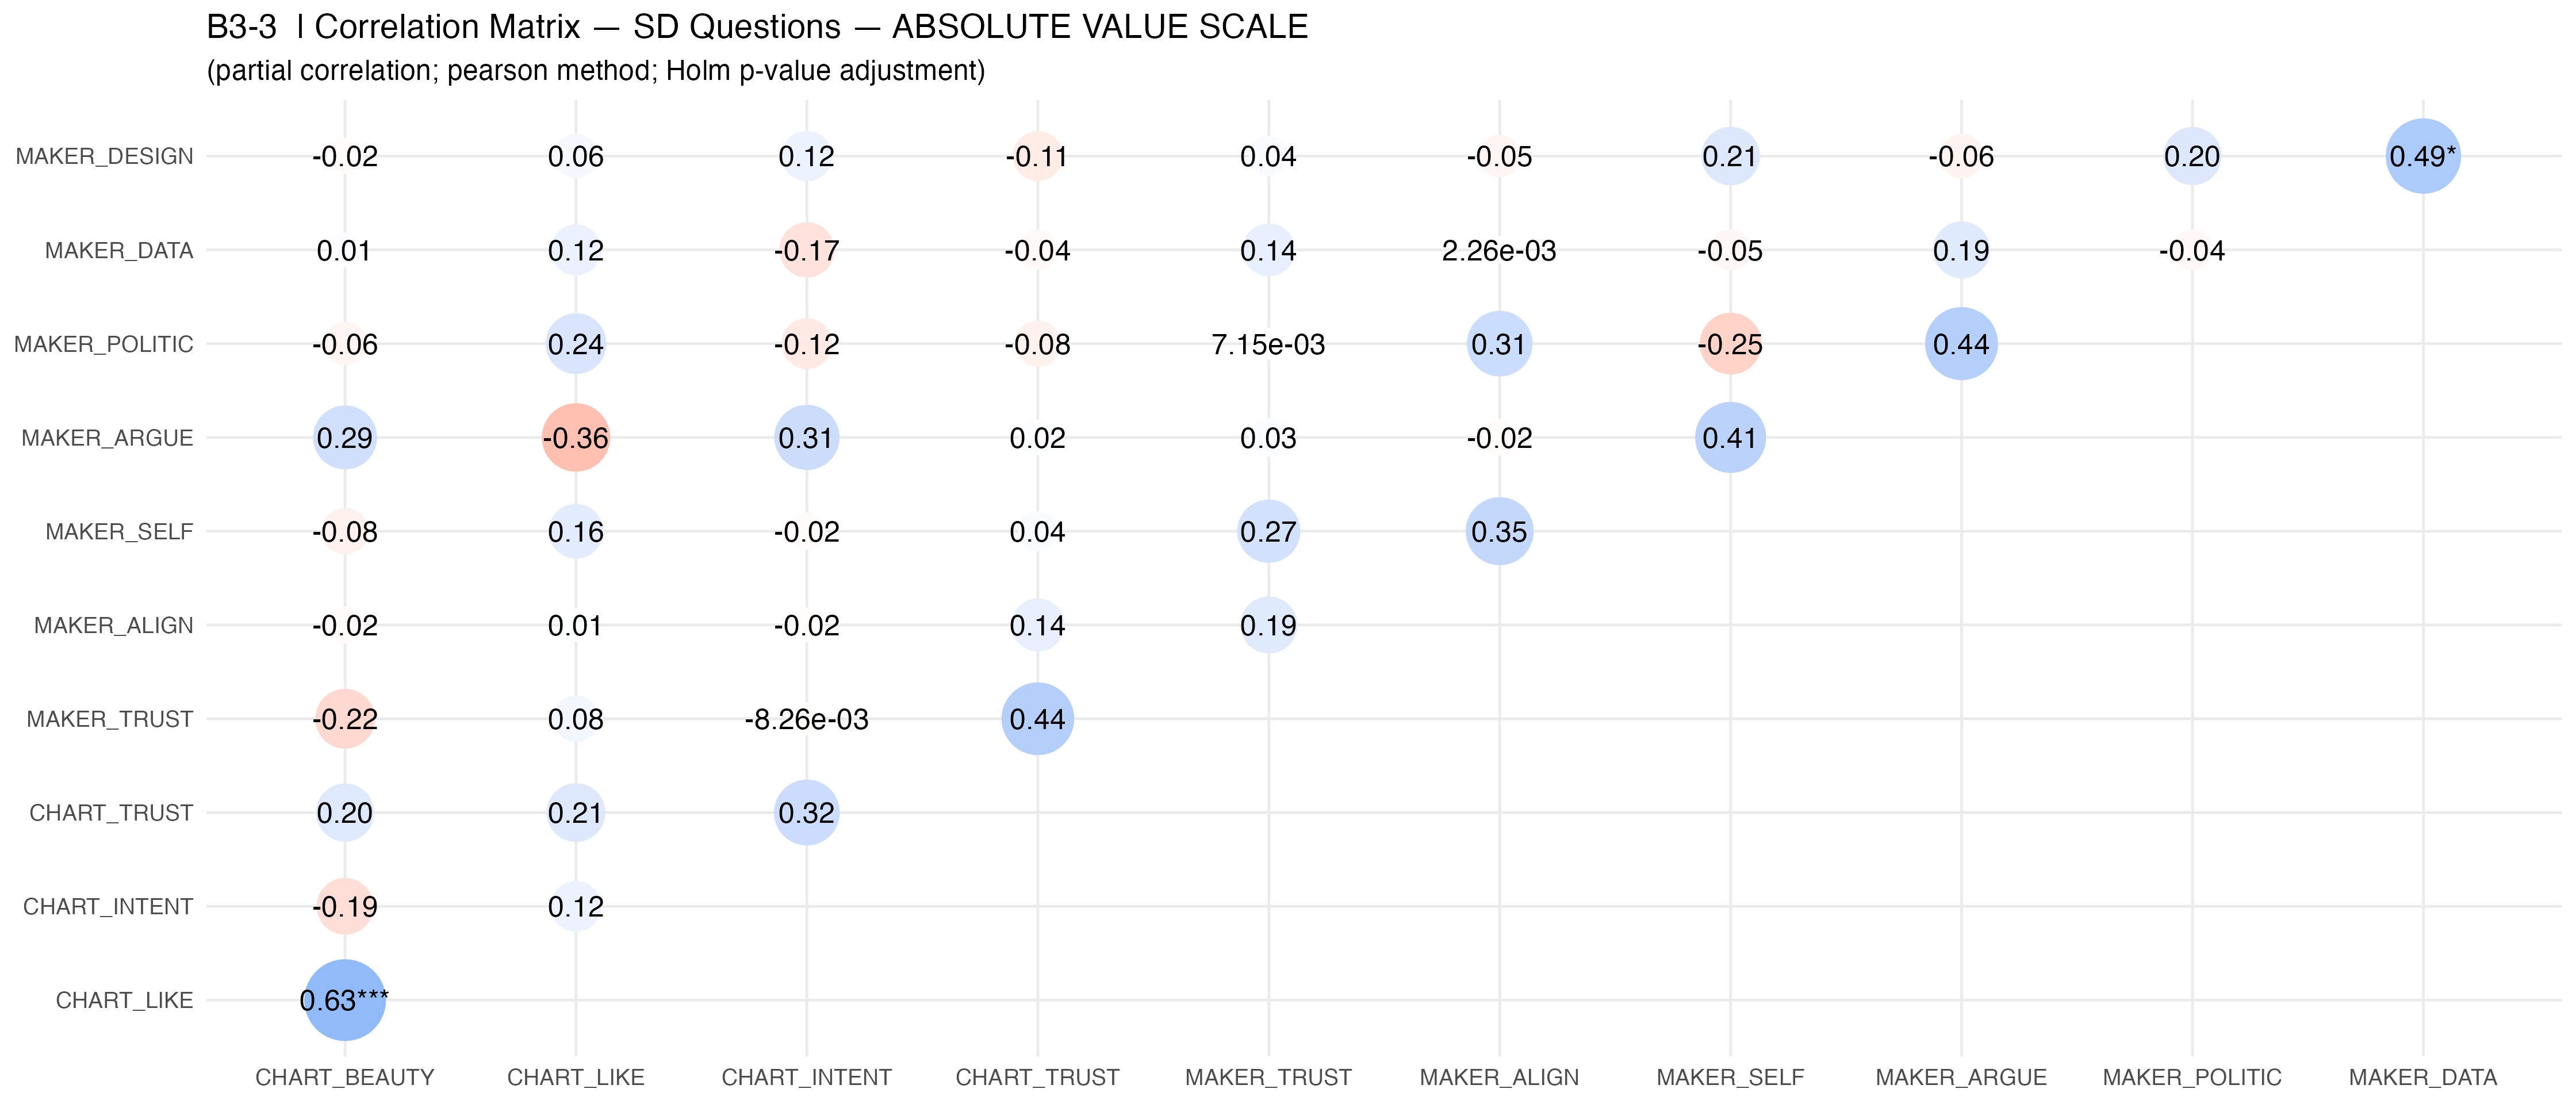 B3-3 | Correlation Matrix — SD Questions — ABSOLUTE VALUE SCALE
(partial correlation; pearson method; Holm p-value adjustment)
MAKER_DESIGN -0.02 0.06 0.12 -0.11 0.04 -0.05 0.21 -0.06 0.20 0.49*
MAKER_DATA 0.01 0.12 -0.17 -0.04 0.14 2.26e-03 -0.05 0.19 -0.04
MAKER_POLITIC -0.06 0.24 -0.12 -0.08 7.15e-03 0.31 -0.25 0.44
MAKER_ARGUE 0.29 -0.36 0.31 0.02 0.03 -0.02 0.41
MAKER_SELF -0.08 0.16 -0.02 0.04 0.27 0.35
MAKER_ALIGN -0.02 0.01 -0.02 0.14 0.19
MAKER_TRUST -0.22 0.08 -8.26e-03 0.44
CHART_TRUST 0.20 0.21 0.32
CHART_INTENT -0.19 0.12
CHART_LIKE 0.63***
CHART_BEAUTY CHART_LIKE CHART_INTENT CHART_TRUST MAKER_TRUST MAKER_ALIGN MAKER_SELF MAKER_ARGUE MAKER_POLITIC MAKER_DATA